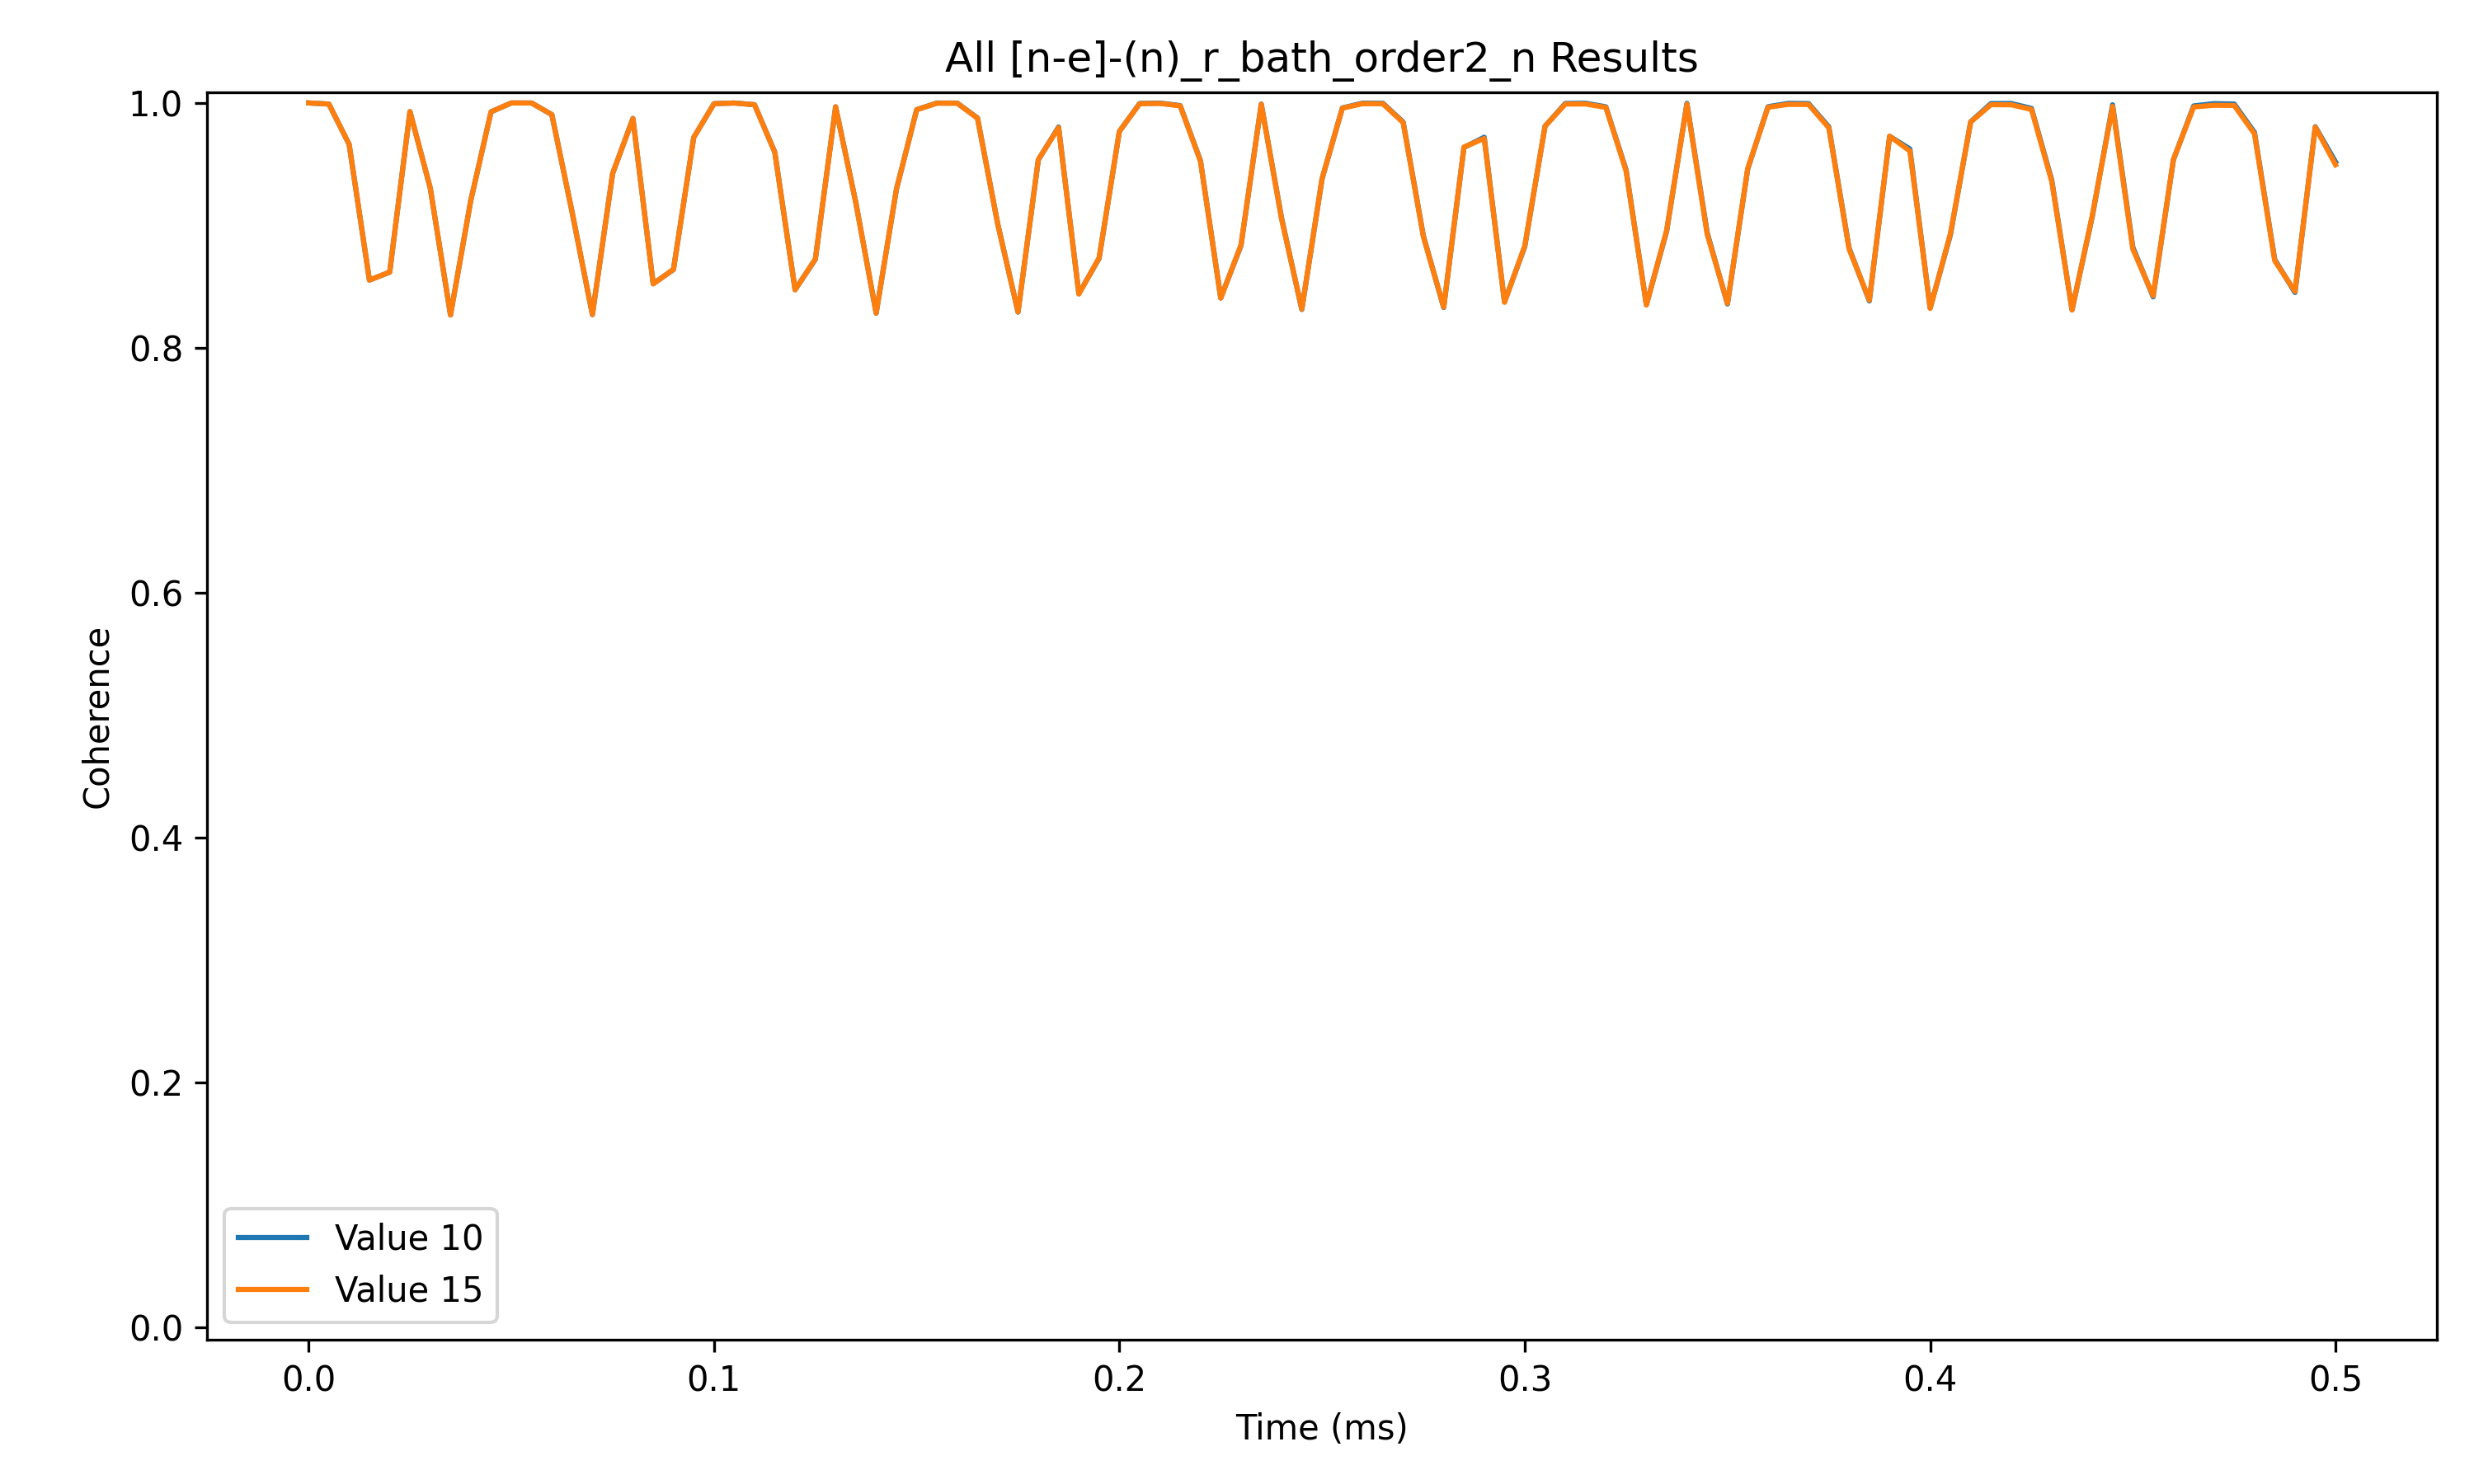 All [n-e]-(n)_r_bath_order2_n Results
1.0
0.8
0.6
0.4
0.2
0.0
Coherence
Value 10
Value 15
0.0 0.1 0.2 0.3 0.4 0.5
Time (ms)